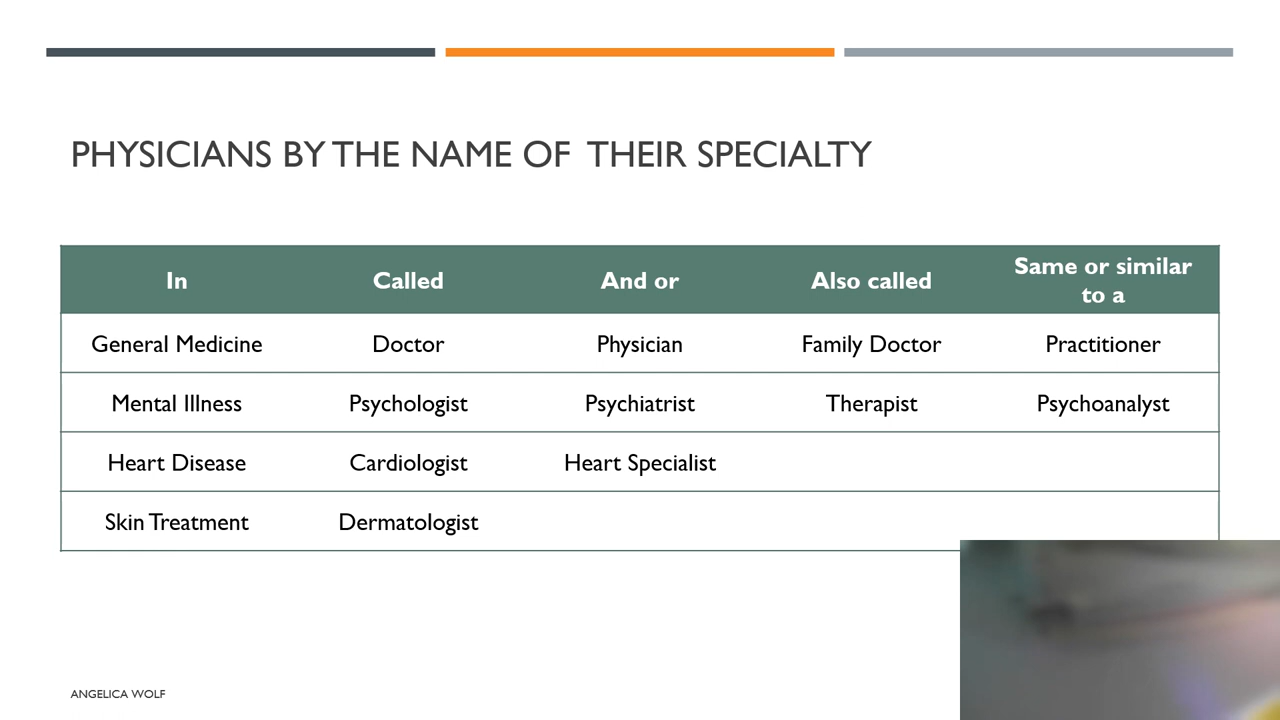 PHYSICIANS BY THE NAME OF THEIR SPECIALTY
In Called And or Also called Same or similar to a
General Medicine Doctor Physician Family Doctor Practitioner
Mental Illness Psychologist Psychiatrist Therapist Psychoanalyst
Heart Disease Cardiologist Heart Specialist
Skin Treatment Dermatologist
ANGELICA WOLF